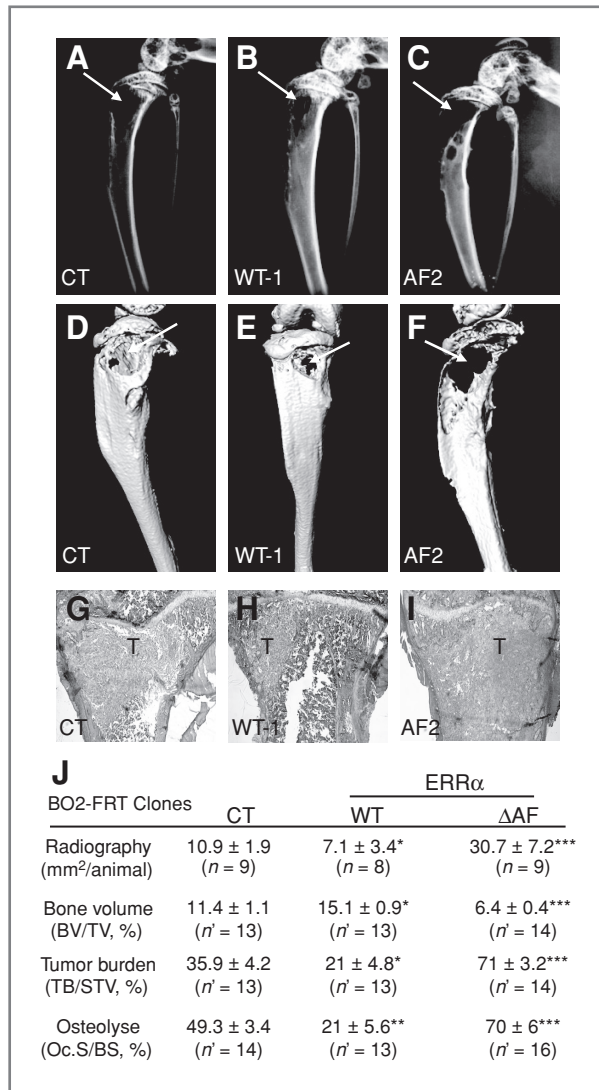 A B C
CT WT-1 AF2
D E F
CT WT-1 AF2
G H I
T T T
CT WT-1 AF2
J
ERRα
BO2-FRT Clones CT WT ΔAF
Radiography 10.9 ± 1.9 7.1 ± 3.4* 30.7 ± 7.2***
(mm²/animal) (n = 9) (n = 8) (n = 9)
Bone volume 11.4 ± 1.1 15.1 ± 0.9* 6.4 ± 0.4***
(BV/TV, %) (n' = 13) (n' = 13) (n' = 14)
Tumor burden 35.9 ± 4.2 21 ± 4.8* 71 ± 3.2***
(TB/STV, %) (n' = 13) (n' = 13) (n' = 14)
Osteolyse 49.3 ± 3.4 21 ± 5.6** 70 ± 6***
(Oc.S/BS, %) (n' = 14) (n' = 13) (n' = 16)